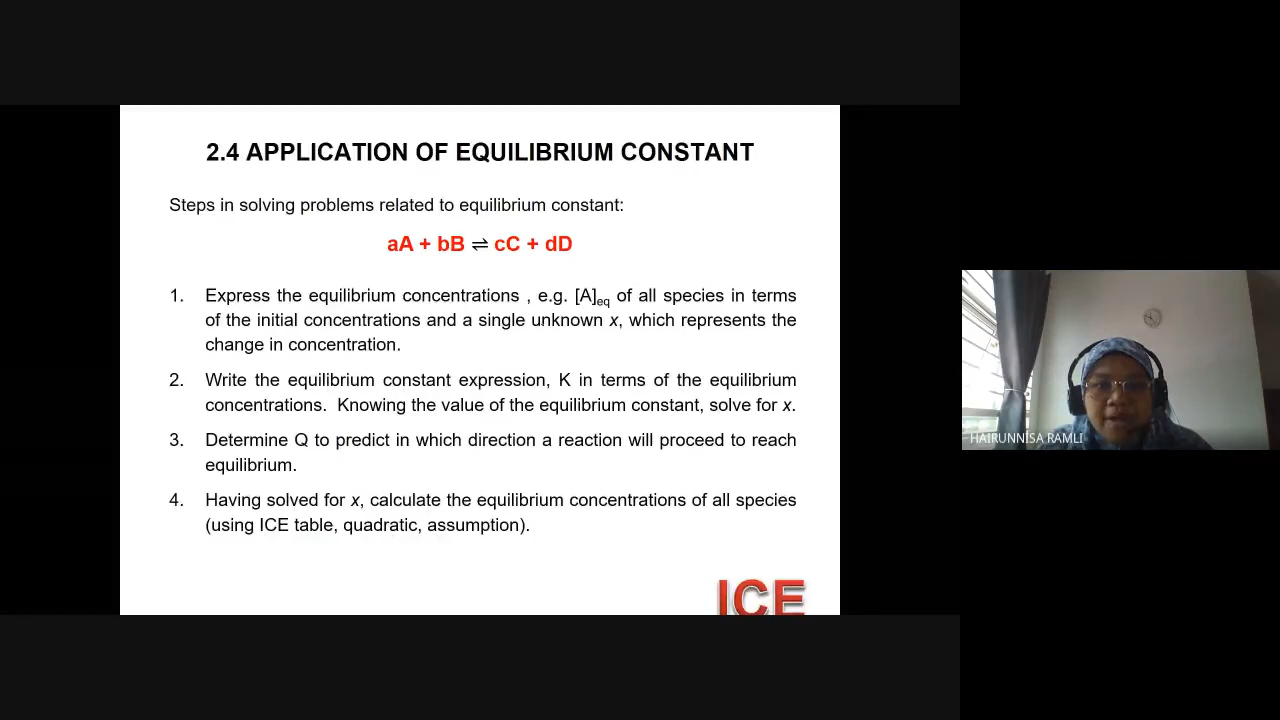 2.4 APPLICATION OF EQUILIBRIUM CONSTANT
Steps in solving problems related to equilibrium constant:
aA + bB ⇌ cC + dD
1. Express the equilibrium concentrations , e.g. [A]eq of all species in terms
of the initial concentrations and a single unknown x, which represents the
change in concentration.
2. Write the equilibrium constant expression, K in terms of the equilibrium
concentrations. Knowing the value of the equilibrium constant, solve for x.
3. Determine Q to predict in which direction a reaction will proceed to reach
equilibrium.
4. Having solved for x, calculate the equilibrium concentrations of all species
(using ICE table, quadratic, assumption).
ICE
HAIRUNNISA RAMLI